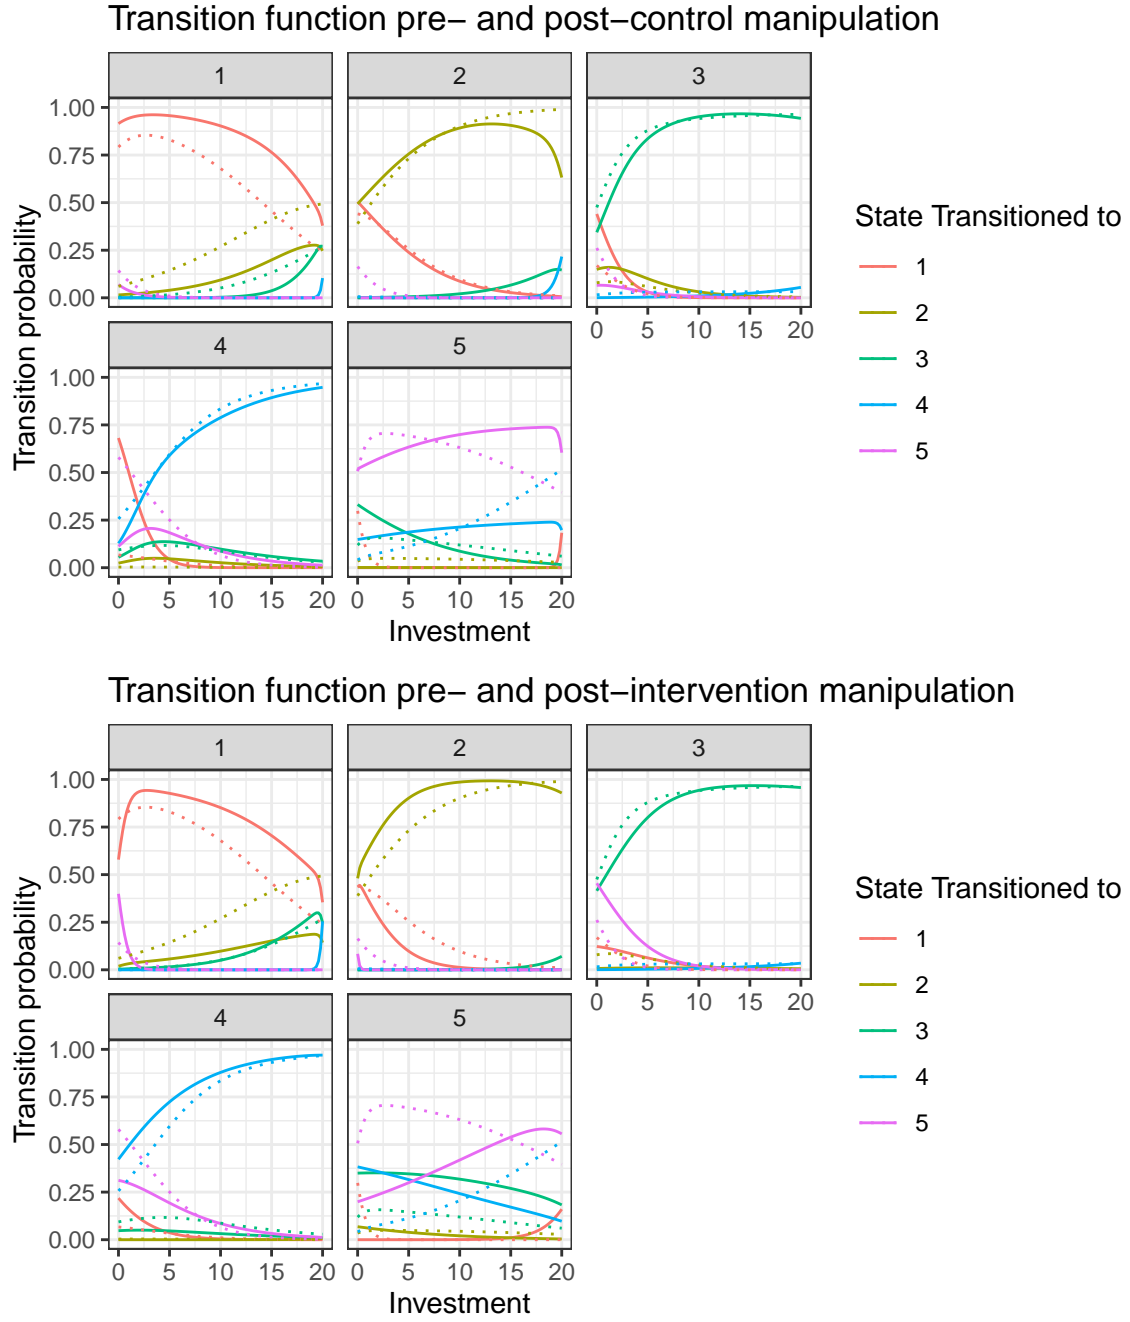 Transition function pre− and post−control manipulation
1 2 3
1.00
0.75
0.50
0.25
0.00
0 5 10 15 20
4 5
1.00
0.75
0.50
0.25
0.00
0 5 10 15 20 0 5 10 15 20
Transition probability
Investment
State Transitioned to
1
2
3
4
5
Transition function pre− and post−intervention manipulation
1 2 3
1.00
0.75
0.50
0.25
0.00
0 5 10 15 20
4 5
1.00
0.75
0.50
0.25
0.00
0 5 10 15 20 0 5 10 15 20
Transition probability
Investment
State Transitioned to
1
2
3
4
5